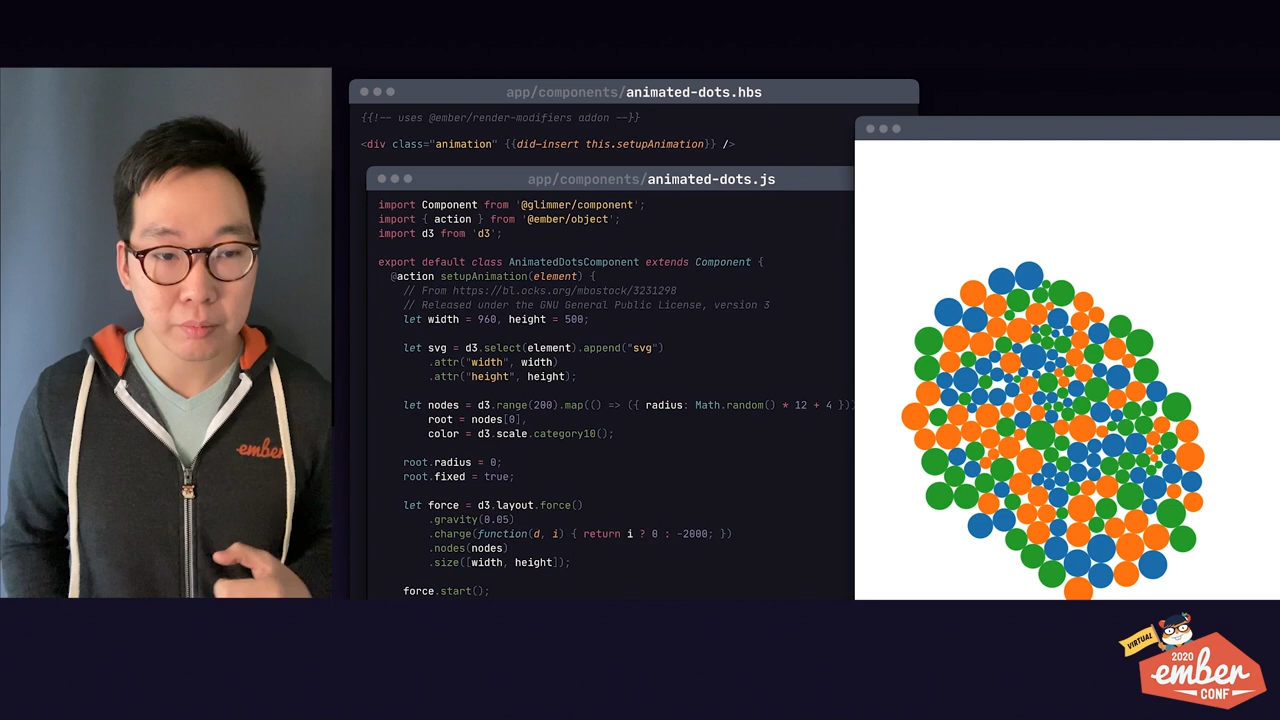 app/components/animated-dots.hbs
{{!-- uses @ember/render-modifiers addon --}}
<div class="animation" {{did-insert this.setupAnimation}} />
app/components/animated-dots.js
import Component from '@glimmer/component';
import { action } from '@ember/object';
import d3 from 'd3';
export default class AnimatedDotsComponent extends Component {
@action setupAnimation(element) {
// From https://bl.ocks.org/mbostock/3231298
// Released under the GNU General Public License, version 3
let width = 960, height = 500;
let svg = d3.select(element).append("svg")
.attr("width", width)
.attr("height", height);
let nodes = d3.range(200).map(() => ({ radius: Math.random() * 12 + 4 }))
root = nodes[0],
color = d3.scale.category10();
root.radius = 0;
root.fixed = true;
let force = d3.layout.force()
.gravity(0.05)
.charge(function(d, i) { return i ? 0 : -2000; })
.nodes(nodes)
.size([width, height]);
force.start();
ember
VIRTUAL
2020
ember
CONF